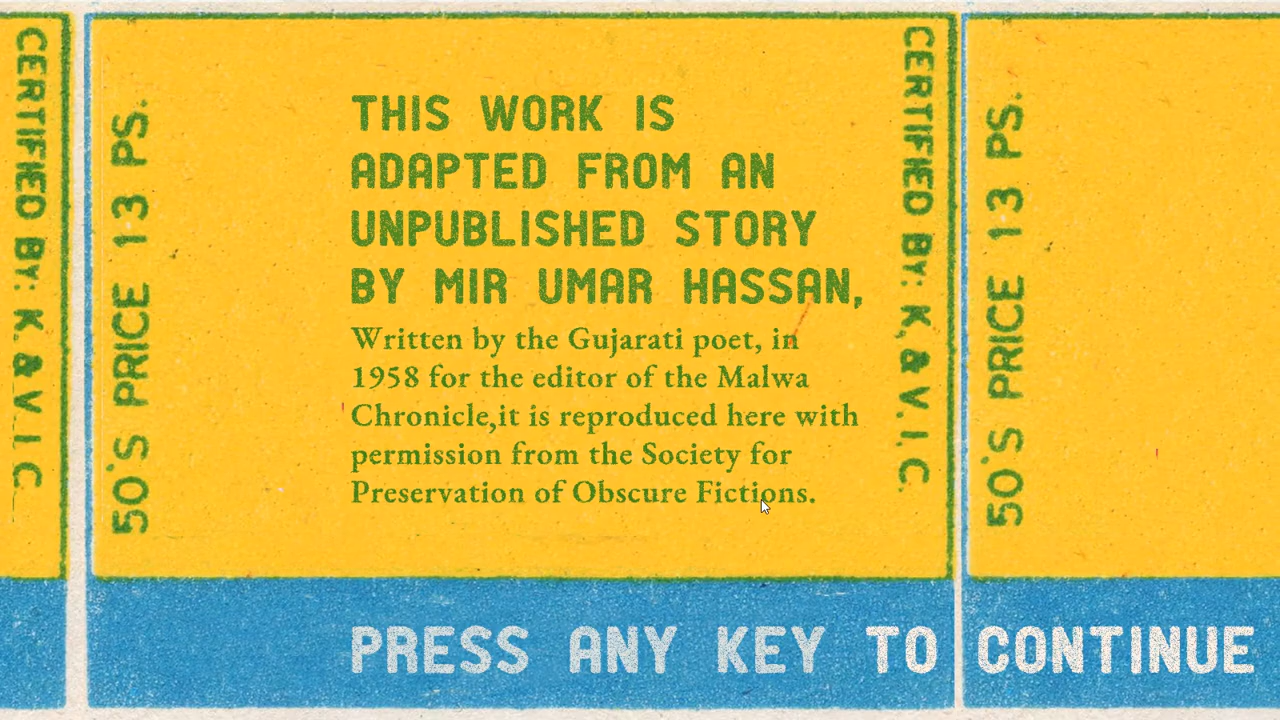 CERTIFIED BY: K. & V.I.C.
50'S PRICE 13 PS.
THIS WORK IS
ADAPTED FROM AN
UNPUBLISHED STORY
BY MIR UMAR HASSAN,
Written by the Gujarati poet, in
1958 for the editor of the Malwa
Chronicle,it is reproduced here with
permission from the Society for
Preservation of Obscure Fictions.
CERTIFIED BY: K. & V.I.C.
50'S PRICE 13 PS.
PRESS ANY KEY TO CONTINUE